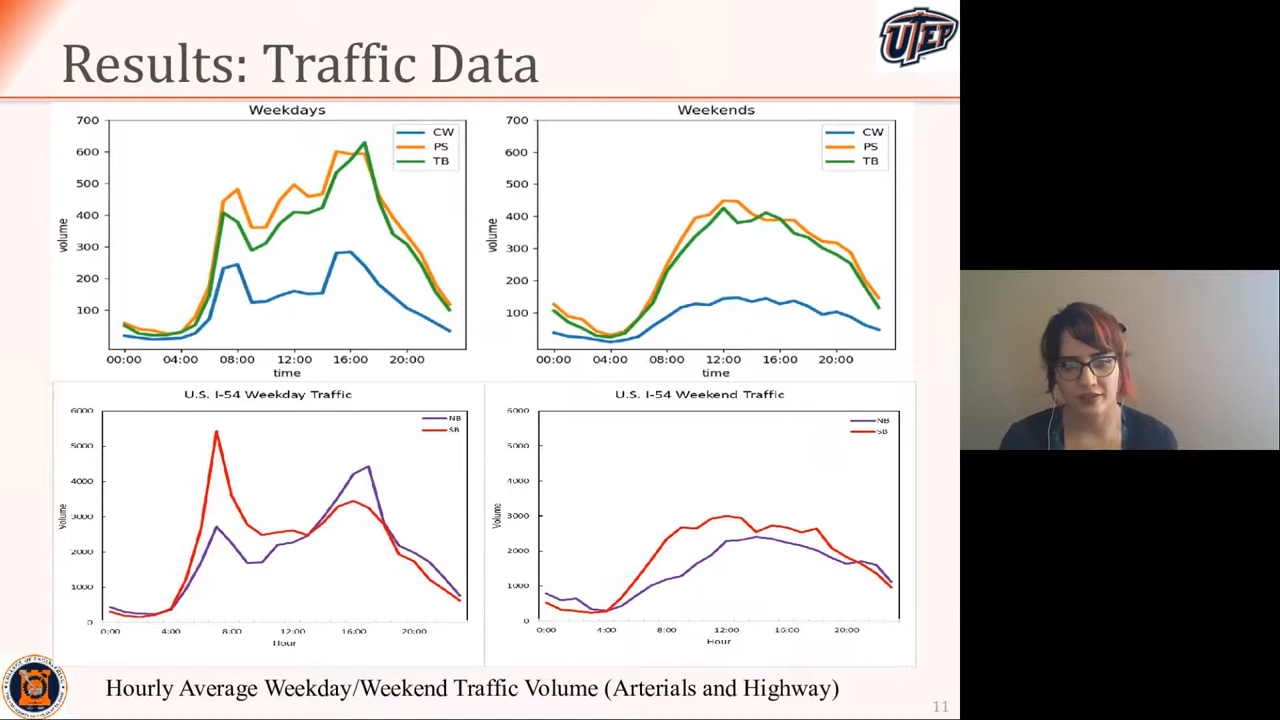 UTEP
Results: Traffic Data
Weekdays
700
600
500
400
300
200
100
volume
CW
PS
TB
00:00 04:00 08:00 12:00 16:00 20:00
time
Weekends
700
600
500
400
300
200
100
volume
CW
PS
TB
00:00 04:00 08:00 12:00 16:00 20:00
time
U.S. I-54 Weekday Traffic
6000
5000
4000
3000
2000
1000
0
Volume
NB
SB
0:00 4:00 8:00 12:00 16:00 20:00
Hour
U.S. I-54 Weekend Traffic
6000
5000
4000
3000
2000
1000
0
Volume
NB
SB
0:00 4:00 8:00 12:00 16:00 20:00
Hour
Hourly Average Weekday/Weekend Traffic Volume (Arterials and Highway)
11